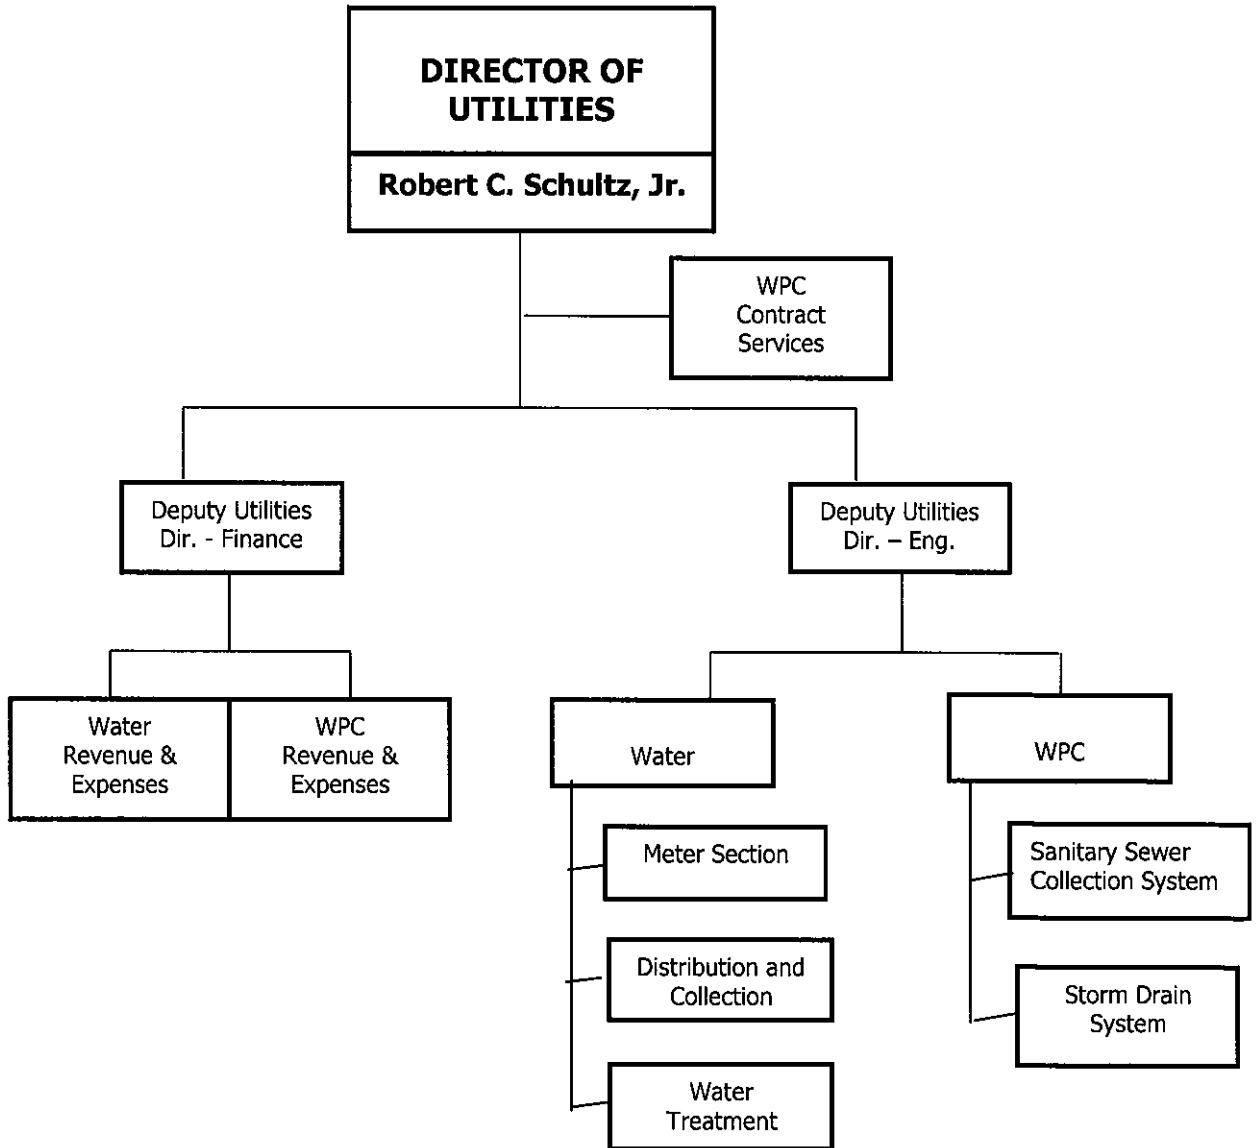 DIRECTOR OF
UTILITIES
Robert C. Schultz, Jr.
WPC
Contract
Services
Deputy Utilities
Dir. - Finance
Deputy Utilities
Dir. – Eng.
Water
Revenue &
Expenses
WPC
Revenue &
Expenses
Water
WPC
Meter Section
Distribution and
Collection
Water
Treatment
Sanitary Sewer
Collection System
Storm Drain
System